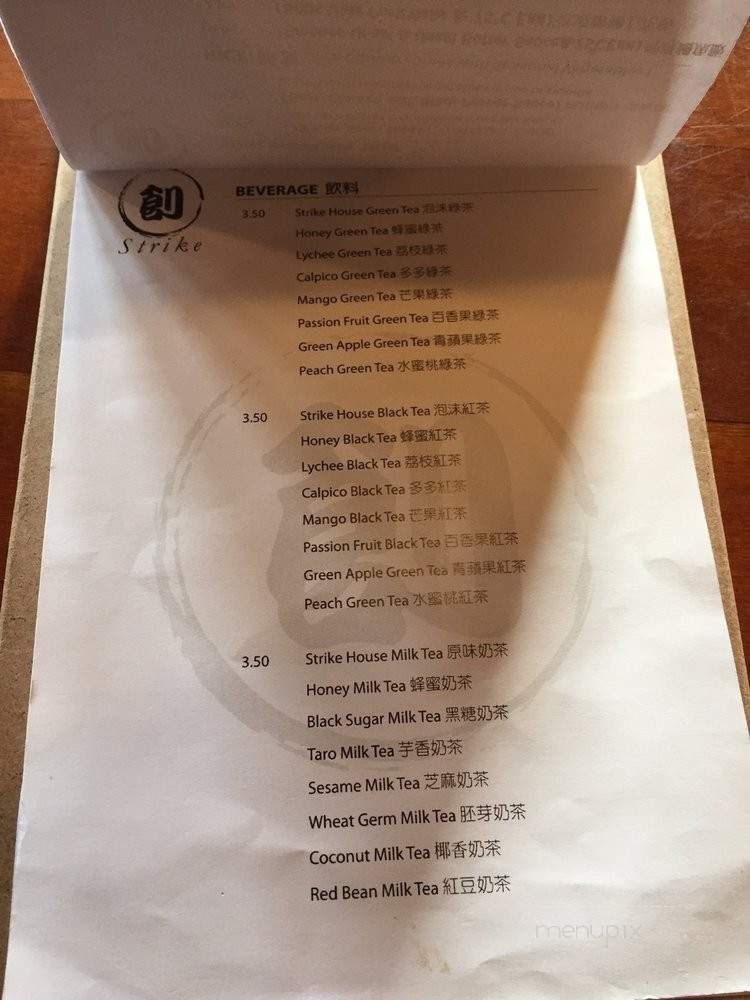 創
Strike
BEVERAGE 飲料
3.50 Strike House Green Tea 泡沫綠茶
Honey Green Tea 蜂蜜綠茶
Lychee Green Tea 荔枝綠茶
Calpico Green Tea 多多綠茶
Mango Green Tea 芒果綠茶
Passion Fruit Green Tea 百香果綠茶
Green Apple Green Tea 青蘋果綠茶
Peach Green Tea 水蜜桃綠茶
3.50 Strike House Black Tea 泡沫紅茶
Honey Black Tea 蜂蜜紅茶
Lychee Black Tea 荔枝紅茶
Calpico Black Tea 多多紅茶
Mango Black Tea 芒果紅茶
Passion Fruit Black Tea 百香果紅茶
Green Apple Green Tea 青蘋果紅茶
Peach Green Tea 水蜜桃紅茶
3.50 Strike House Milk Tea 原味奶茶
Honey Milk Tea 蜂蜜奶茶
Black Sugar Milk Tea 黑糖奶茶
Taro Milk Tea 芋香奶茶
Sesame Milk Tea 芝麻奶茶
Wheat Germ Milk Tea 胚芽奶茶
Coconut Milk Tea 椰香奶茶
Red Bean Milk Tea 紅豆奶茶
menupix